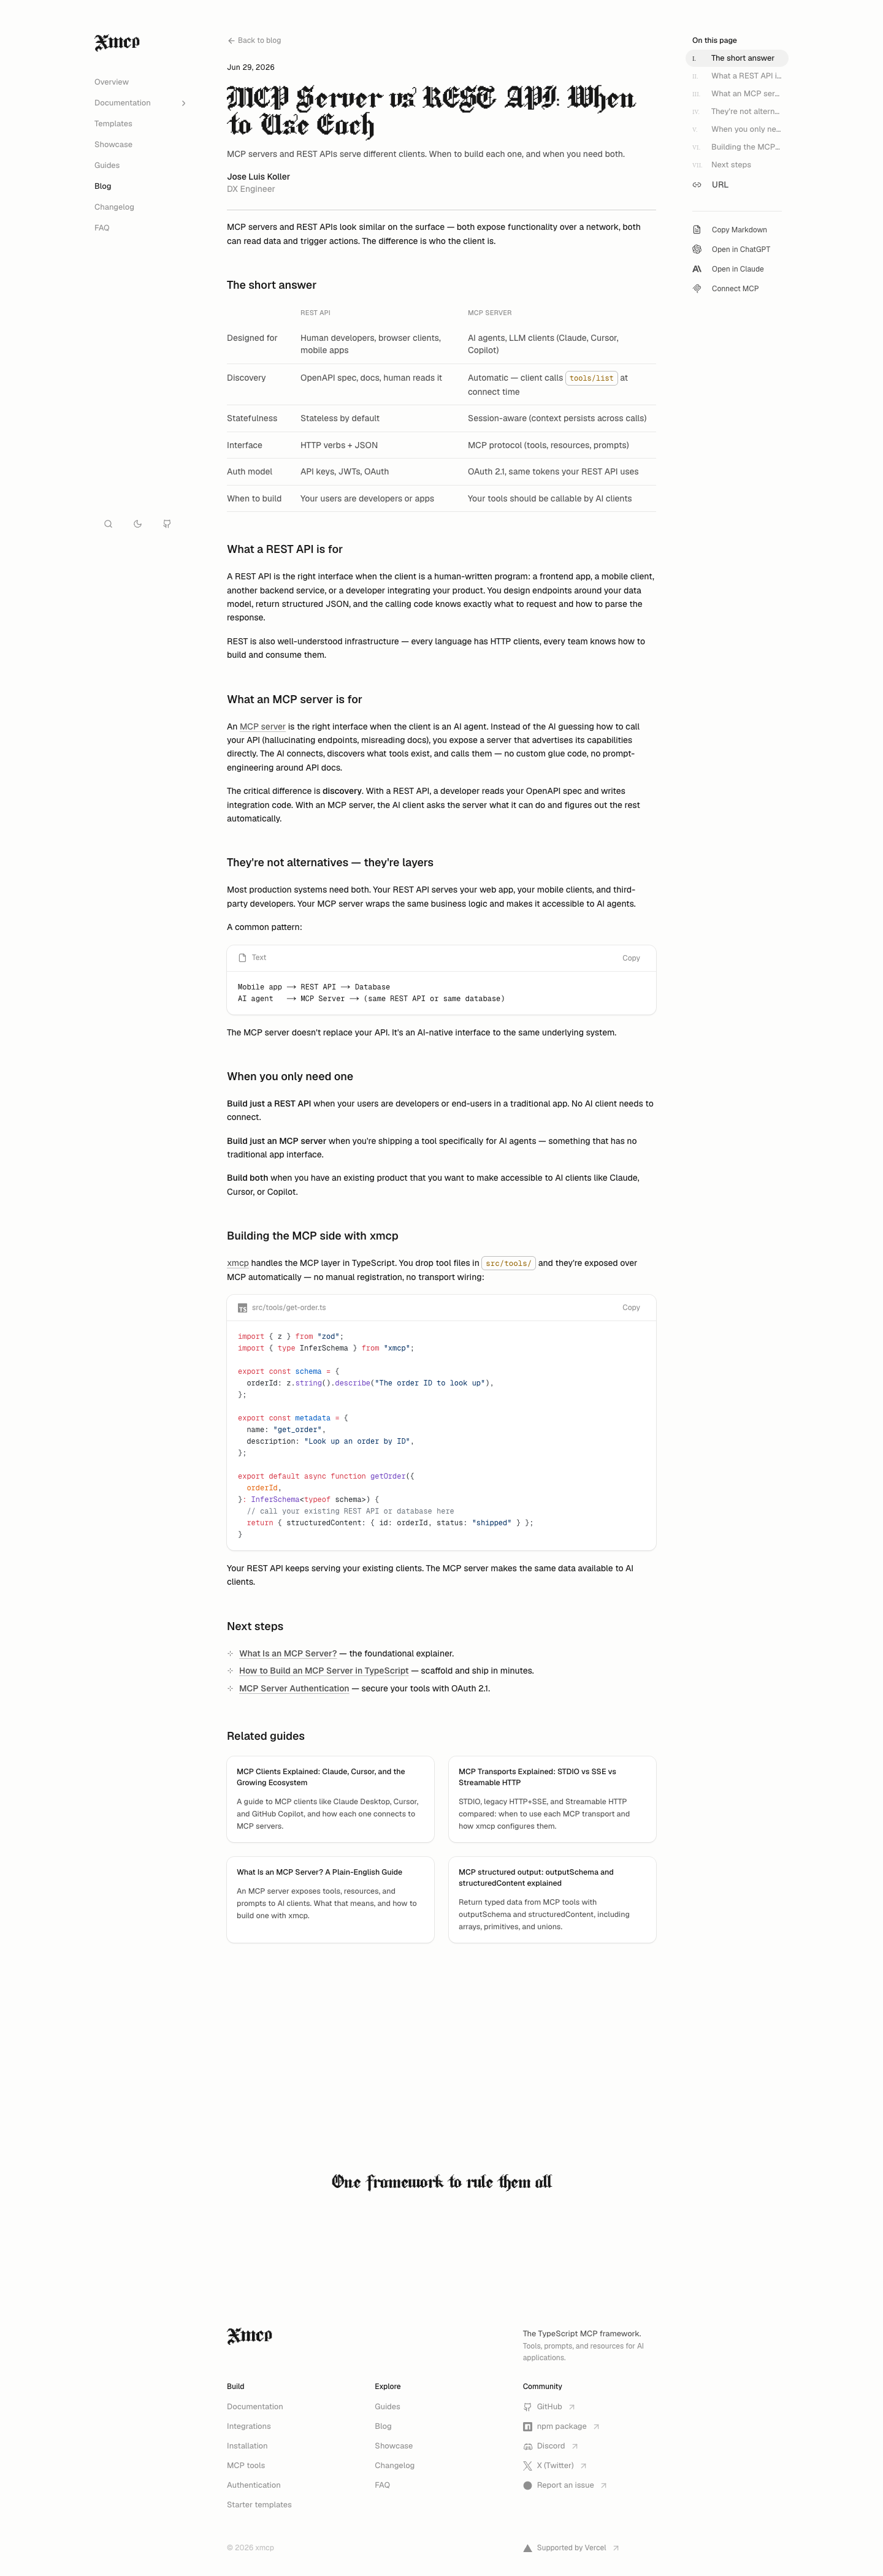 Xmcp
Overview
Documentation
Templates
Showcase
Guides
Blog
Changelog
FAQ
Back to blog
Jun 29, 2026
MCP Server vs REST API: When
to Use Each
MCP servers and REST APIs serve different clients. When to build each one, and when you need both.
Jose Luis Koller
DX Engineer
MCP servers and REST APIs look similar on the surface — both expose functionality over a network, both
can read data and trigger actions. The difference is who the client is.
The short answer
REST API MCP SERVER
Designed for Human developers, browser clients, AI agents, LLM clients (Claude, Cursor,
mobile apps Copilot)
Discovery OpenAPI spec, docs, human reads it Automatic — client calls tools/list at
connect time
Statefulness Stateless by default Session-aware (context persists across calls)
Interface HTTP verbs + JSON MCP protocol (tools, resources, prompts)
Auth model API keys, JWTs, OAuth OAuth 2.1, same tokens your REST API uses
When to build Your users are developers or apps Your tools should be callable by AI clients
What a REST API is for
A REST API is the right interface when the client is a human-written program: a frontend app, a mobile client,
another backend service, or a developer integrating your product. You design endpoints around your data
model, return structured JSON, and the calling code knows exactly what to request and how to parse the
response.
REST is also well-understood infrastructure — every language has HTTP clients, every team knows how to
build and consume them.
What an MCP server is for
An MCP server is the right interface when the client is an AI agent. Instead of the AI guessing how to call
your API (hallucinating endpoints, misreading docs), you expose a server that advertises its capabilities
directly. The AI connects, discovers what tools exist, and calls them — no custom glue code, no prompt-
engineering around API docs.
The critical difference is discovery. With a REST API, a developer reads your OpenAPI spec and writes
integration code. With an MCP server, the AI client asks the server what it can do and figures out the rest
automatically.
They're not alternatives — they're layers
Most production systems need both. Your REST API serves your web app, your mobile clients, and third-
party developers. Your MCP server wraps the same business logic and makes it accessible to AI agents.
A common pattern:
Text Copy
Mobile app → REST API → Database
AI agent → MCP Server → (same REST API or same database)
The MCP server doesn't replace your API. It's an AI-native interface to the same underlying system.
When you only need one
Build just a REST API when your users are developers or end-users in a traditional app. No AI client needs to
connect.
Build just an MCP server when you're shipping a tool specifically for AI agents — something that has no
traditional app interface.
Build both when you have an existing product that you want to make accessible to AI clients like Claude,
Cursor, or Copilot.
Building the MCP side with xmcp
xmcp handles the MCP layer in TypeScript. You drop tool files in src/tools/ and they're exposed over
MCP automatically — no manual registration, no transport wiring:
TS src/tools/get-order.ts Copy
import { z } from "zod";
import { type InferSchema } from "xmcp";
export const schema = {
orderId: z.string().describe("The order ID to look up"),
};
export const metadata = {
name: "get_order",
description: "Look up an order by ID",
};
export default async function getOrder({
orderId,
}: InferSchema<typeof schema>) {
// call your existing REST API or database here
return { structuredContent: { id: orderId, status: "shipped" } };
}
Your REST API keeps serving your existing clients. The MCP server makes the same data available to AI
clients.
Next steps
What Is an MCP Server? — the foundational explainer.
How to Build an MCP Server in TypeScript — scaffold and ship in minutes.
MCP Server Authentication — secure your tools with OAuth 2.1.
Related guides
MCP Clients Explained: Claude, Cursor, and the
Growing Ecosystem
A guide to MCP clients like Claude Desktop, Cursor,
and GitHub Copilot, and how each one connects to
MCP servers.
MCP Transports Explained: STDIO vs SSE vs
Streamable HTTP
STDIO, legacy HTTP+SSE, and Streamable HTTP
compared: when to use each MCP transport and
how xmcp configures them.
What Is an MCP Server? A Plain-English Guide
An MCP server exposes tools, resources, and
prompts to AI clients. What that means, and how to
build one with xmcp.
MCP structured output: outputSchema and
structuredContent explained
Return typed data from MCP tools with
outputSchema and structuredContent, including
arrays, primitives, and unions.
On this page
I. The short answer
II. What a REST API i...
III. What an MCP ser...
IV. They're not altern...
V. When you only ne...
VI. Building the MCP...
VII. Next steps
URL
Copy Markdown
Open in ChatGPT
Open in Claude
Connect MCP
One framework to rule them all
Xmcp
The TypeScript MCP framework.
Tools, prompts, and resources for AI
applications.
Build
Documentation
Integrations
Installation
MCP tools
Authentication
Starter templates
Explore
Guides
Blog
Showcase
Changelog
FAQ
Community
GitHub
npm package
Discord
X (Twitter)
Report an issue
© 2026 xmcp
Supported by Vercel